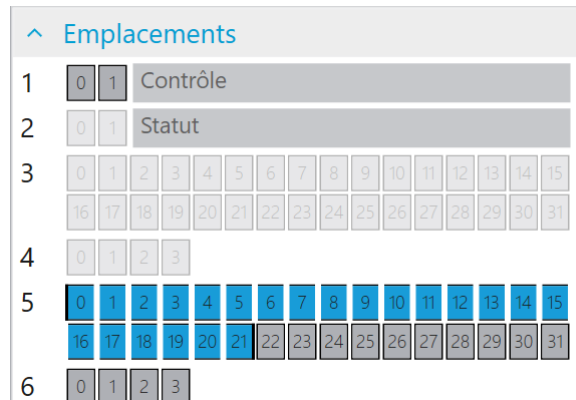 Emplacements
1 0 1 Contrôle
2 0 1 Statut
3 0 1 2 3 4 5 6 7 8 9 10 11 12 13 14 15
16 17 18 19 20 21 22 23 24 25 26 27 28 29 30 31
4 0 1 2 3
5 0 1 2 3 4 5 6 7 8 9 10 11 12 13 14 15
16 17 18 19 20 21 22 23 24 25 26 27 28 29 30 31
6 0 1 2 3